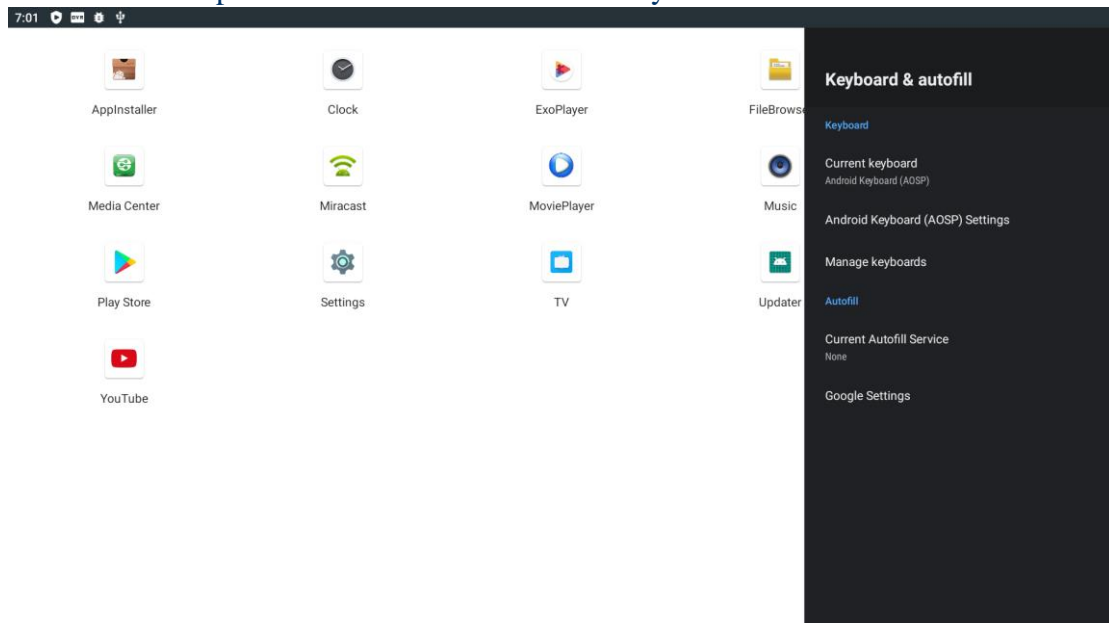 7:01
AppInstaller
Clock
ExoPlayer
FileBrowse
Media Center
Miracast
MoviePlayer
Music
Play Store
Settings
TV
Updater
YouTube
Keyboard & autofill
Keyboard
Current keyboard
Android Keyboard (AOSP)
Android Keyboard (AOSP) Settings
Manage keyboards
Autofill
Current Autofill Service
None
Google Settings